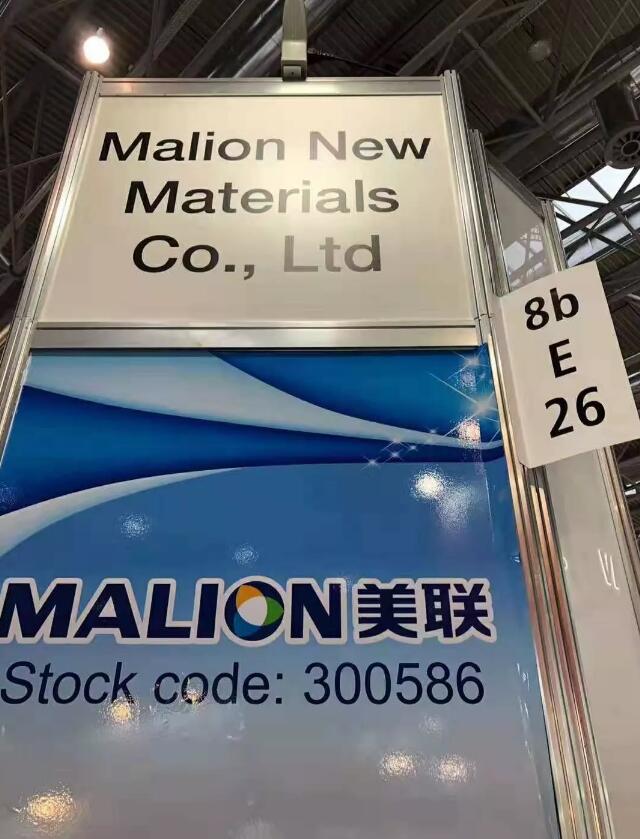 Malion New
Materials
Co., Ltd
8b
E
26
MALION美联
Stock code: 300586